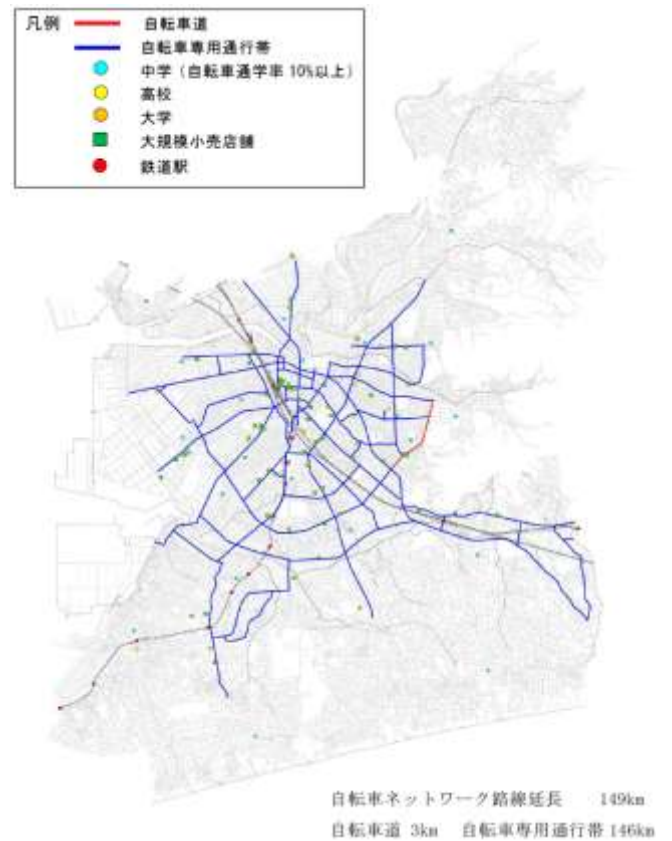 凡例 自転車道
自転車専用通行帯
中学（自転車通学率 10%以上）
高校
大学
大規模小売店舗
鉄道駅
自転車ネットワーク路線延長 149km
自転車道 3km 自転車専用通行帯 146km